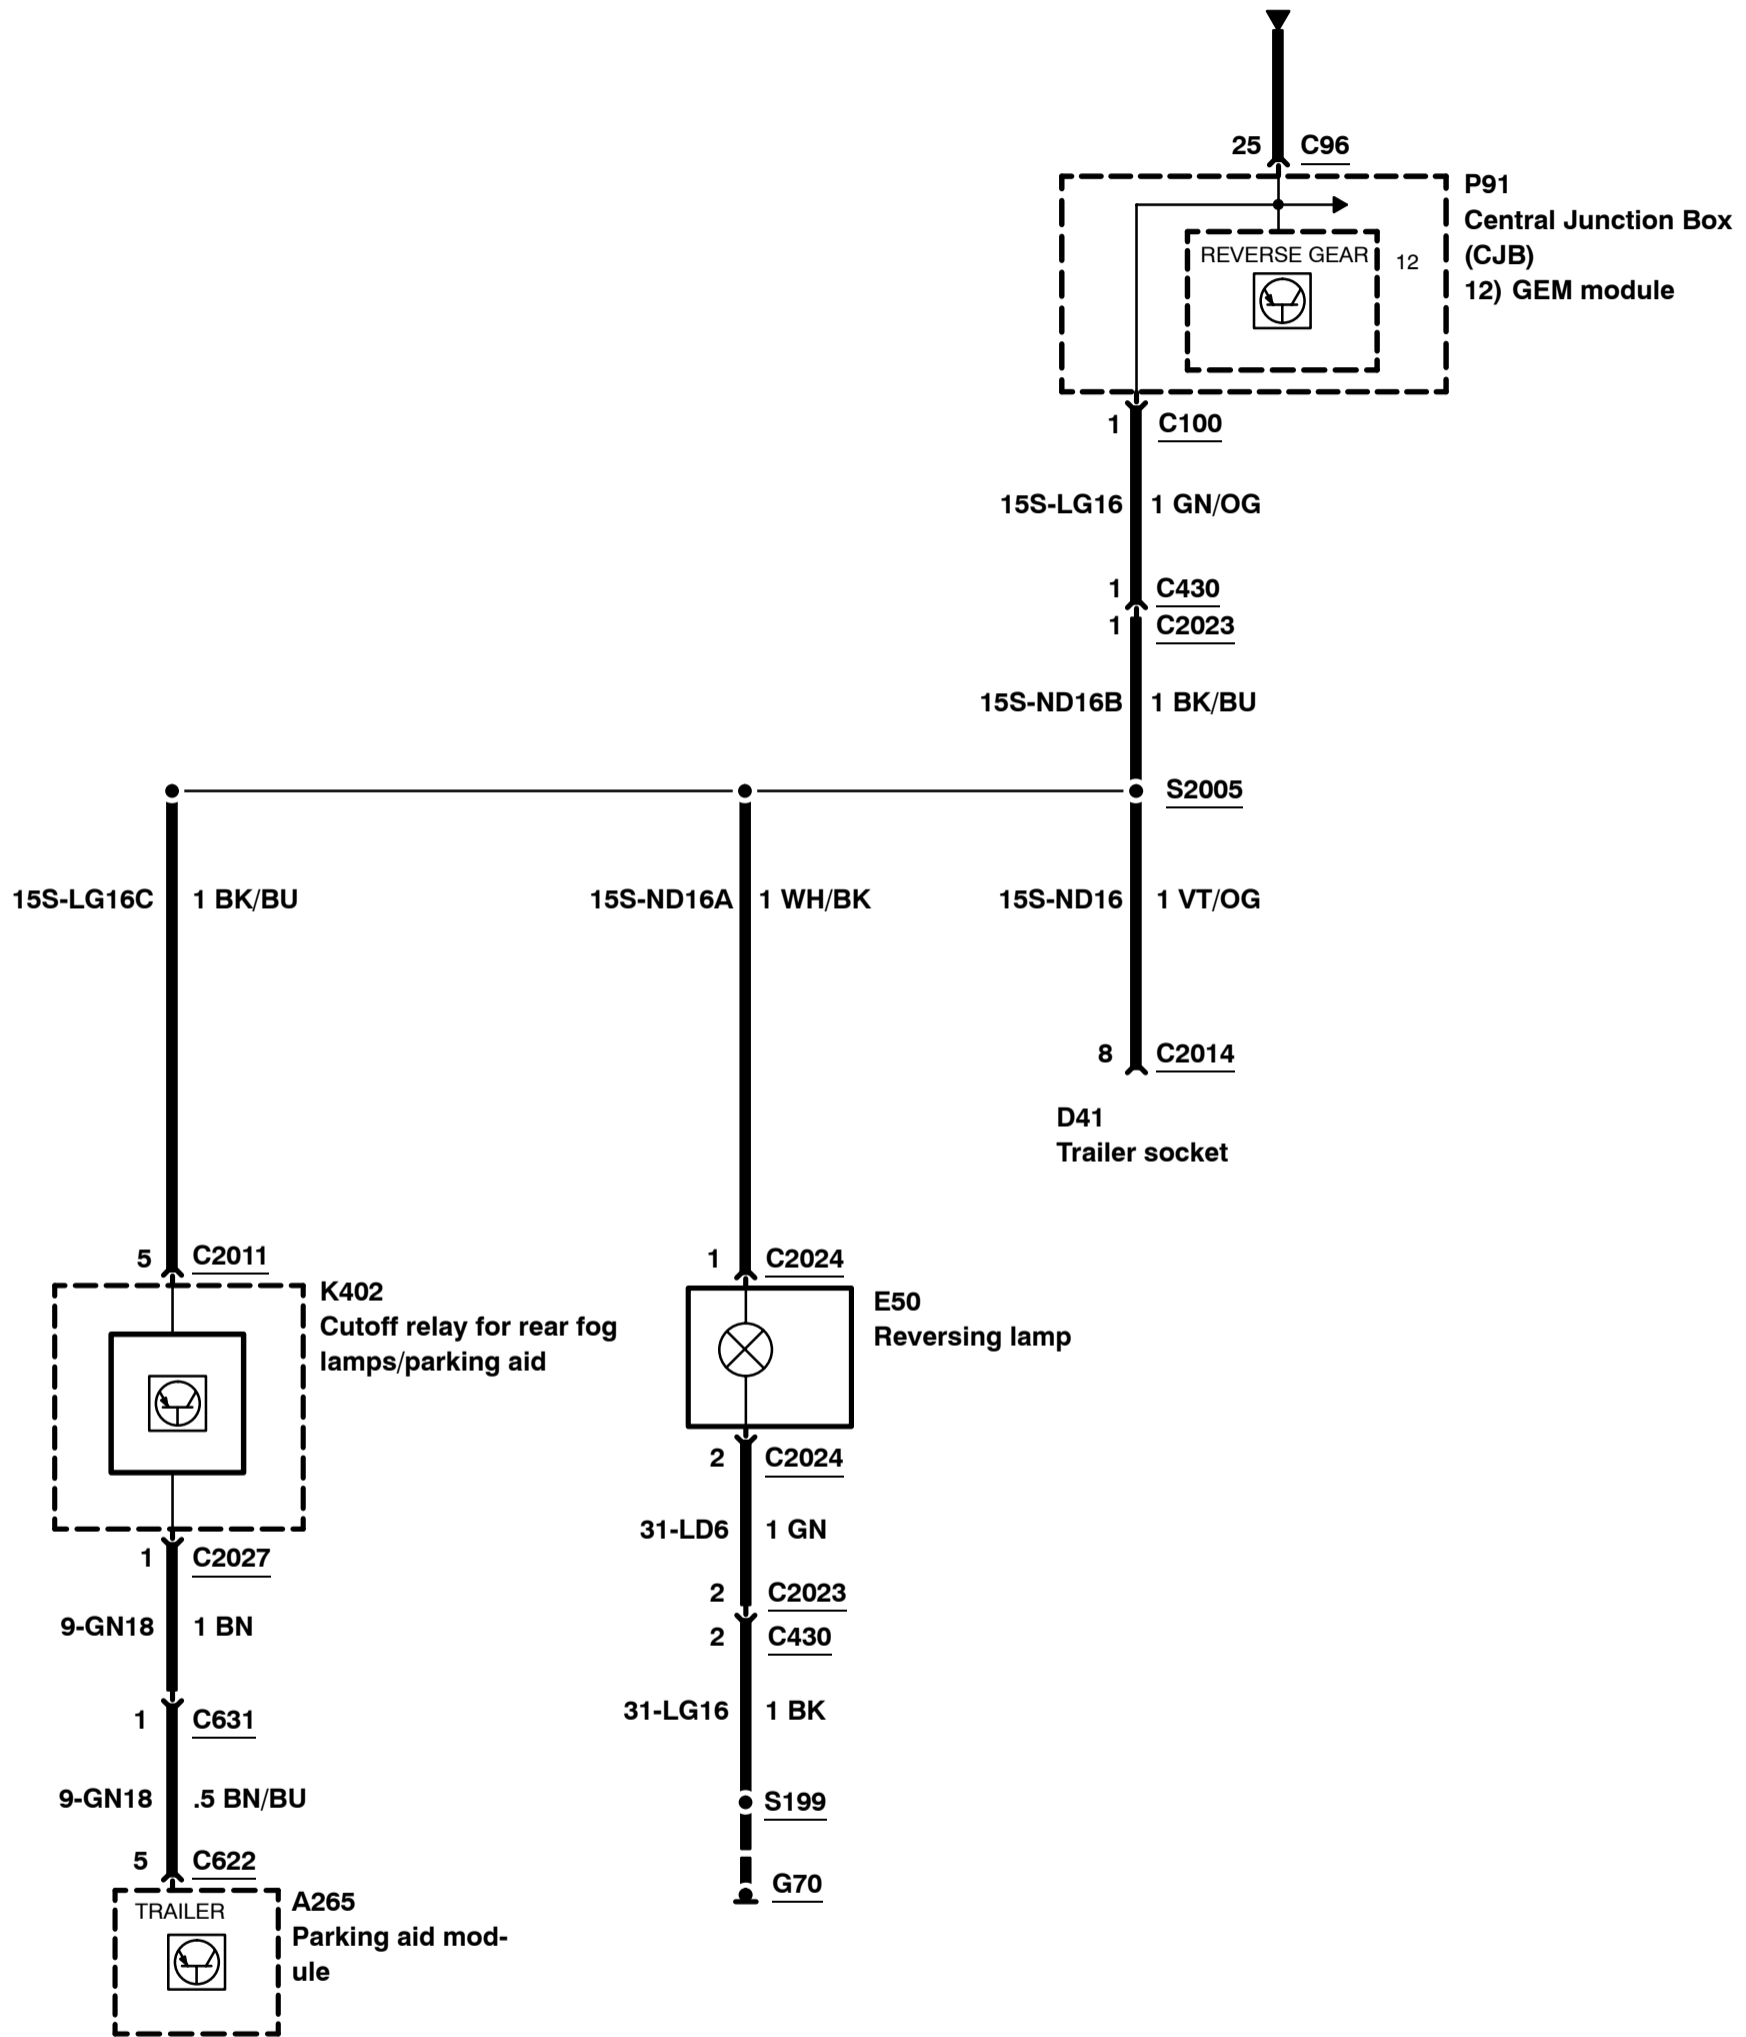 25 C96
P91
Central Junction Box
(CJB)
12) GEM module
REVERSE GEAR 12
1 C100
15S-LG16 1 GN/OG
1 C430
1 C2023
15S-ND16B 1 BK/BU
S2005
15S-LG16C 1 BK/BU
15S-ND16A 1 WH/BK
15S-ND16 1 VT/OG
8 C2014
D41
Trailer socket
5 C2011
K402
Cutoff relay for rear fog
lamps/parking aid
1 C2024
E50
Reversing lamp
2 C2024
31-LD6 1 GN
1 C2027
2 C2023
9-GN18 1 BN
2 C430
31-LG16 1 BK
1 C631
9-GN18 .5 BN/BU
S199
5 C622
G70
TRAILER
A265
Parking aid mod-
ule